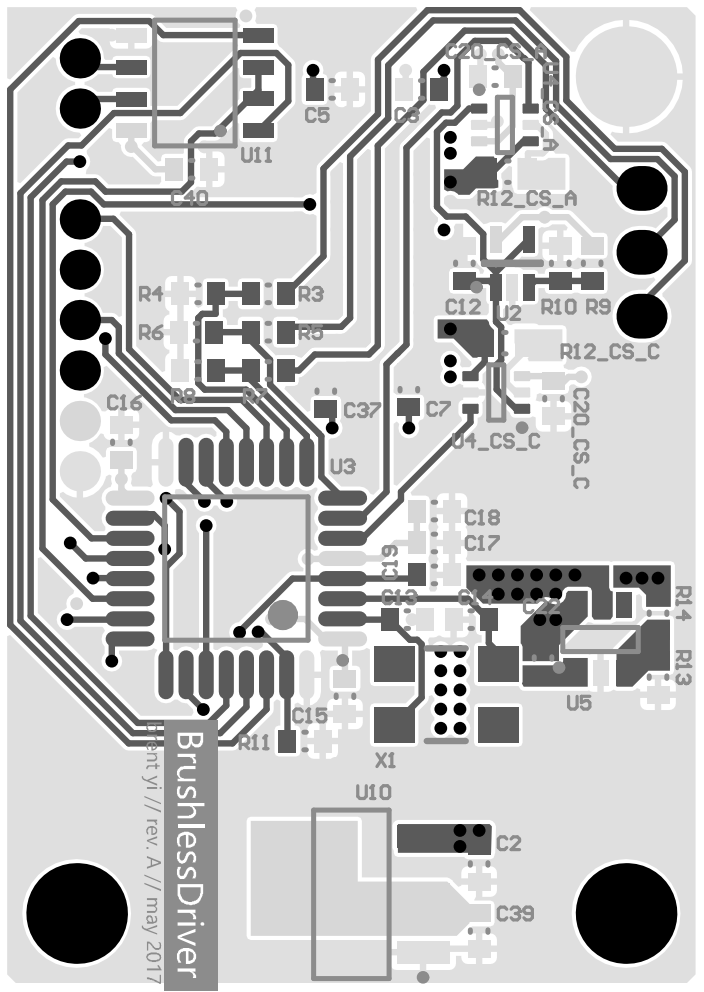 C20_CS_A
U4_CS_A
C5
U11
C40
R12_CS_A
R4
R3
C12
U2
R10
R9
R6
R5
R12_CS_C
R8
R7
C16
C37
C7
C20_CS_C
U4_CS_C
U3
C18
C17
C19
C13
C14
R14
R13
U5
C15
R11
X1
U10
C2
C39
BrushlessDriver
brent yi // rev. A // may 2017